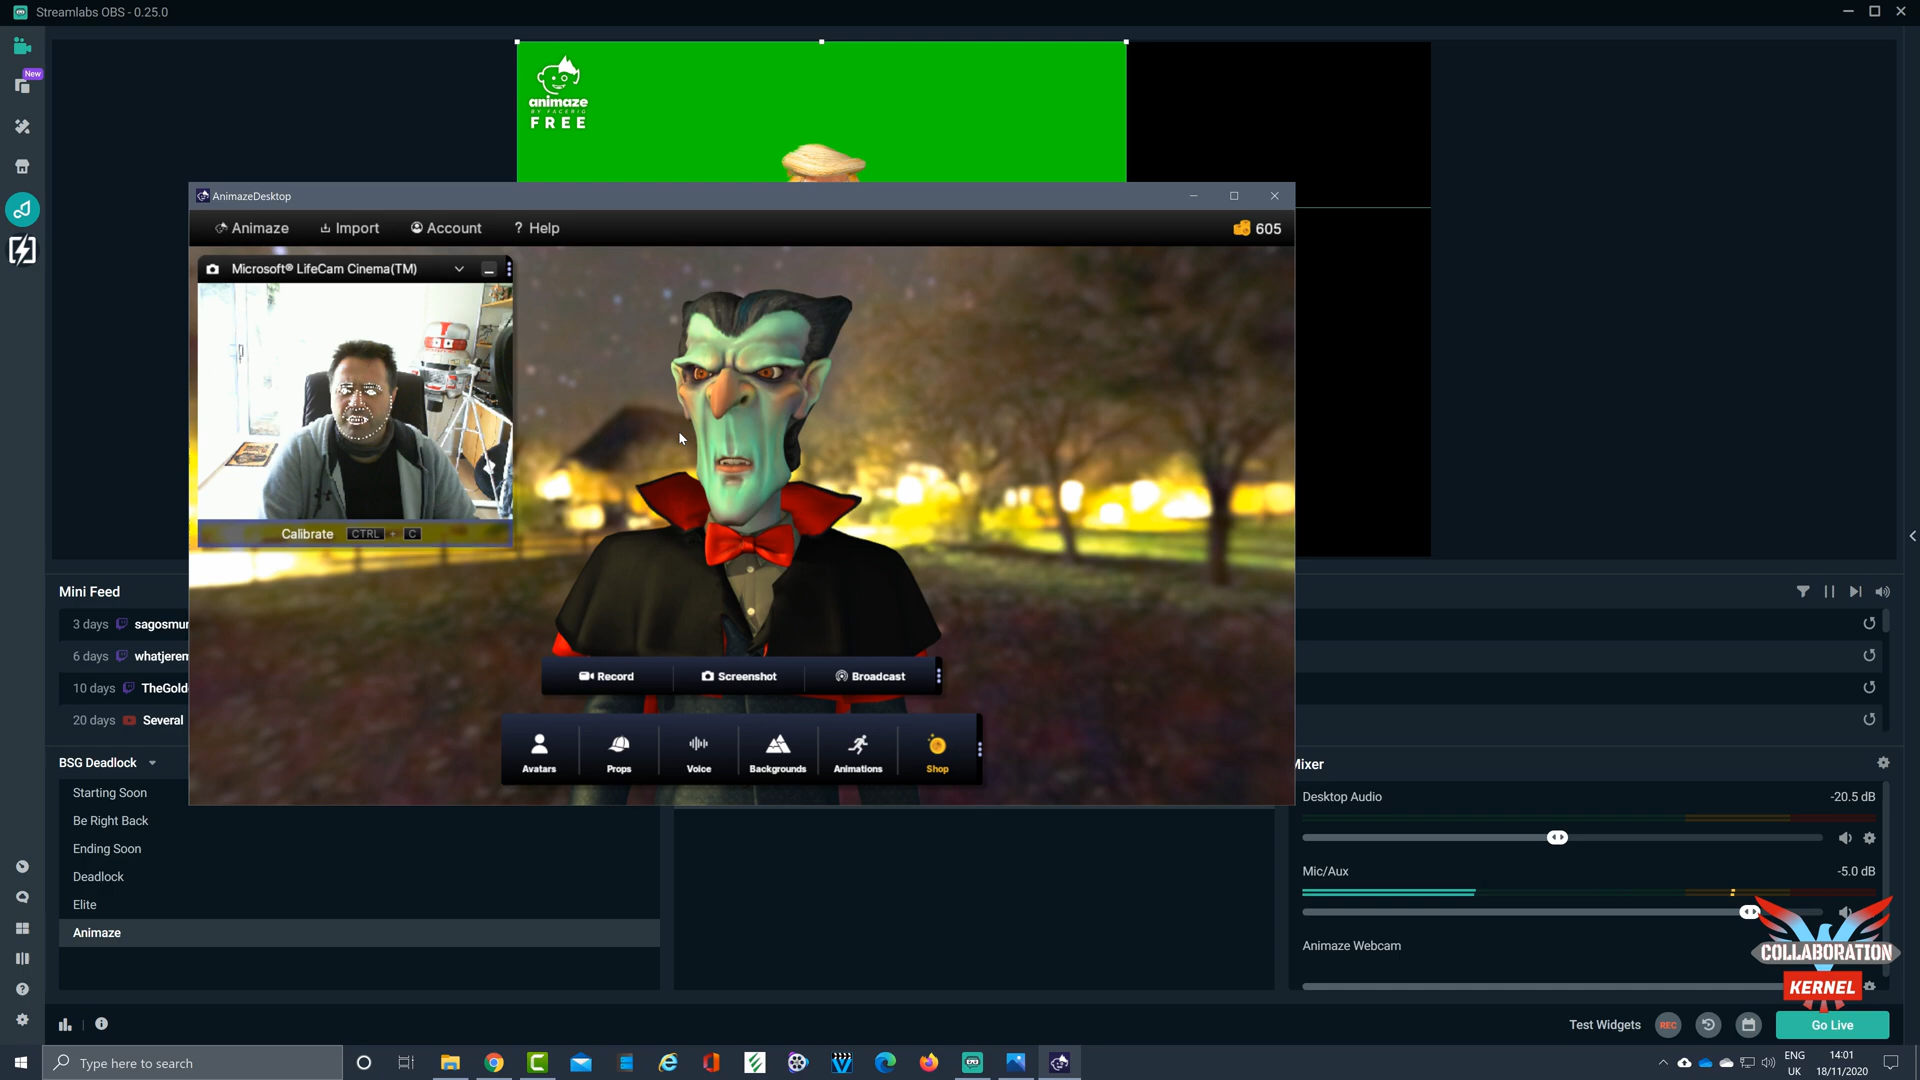 Streamlabs OBS - 0.25.0
New
animaze
BY FACERIG
FREE
AnimazeDesktop
Animaze
Import
Account
? Help
605
Microsoft® LifeCam Cinema(TM)
Calibrate CTRL + C
Record
Screenshot
Broadcast
Avatars
Props
Voice
Backgrounds
Animations
Shop
Mini Feed
3 days sagosmur
6 days whatjerem
10 days TheGold
20 days Several
BSG Deadlock
Starting Soon
Be Right Back
Ending Soon
Deadlock
Elite
Animaze
Mixer
Desktop Audio -20.5 dB
Mic/Aux -5.0 dB
Animaze Webcam
COLLABORATION
KERNEL
Test Widgets
REC
Go Live
Type here to search
ENG
UK
14:01
18/11/2020